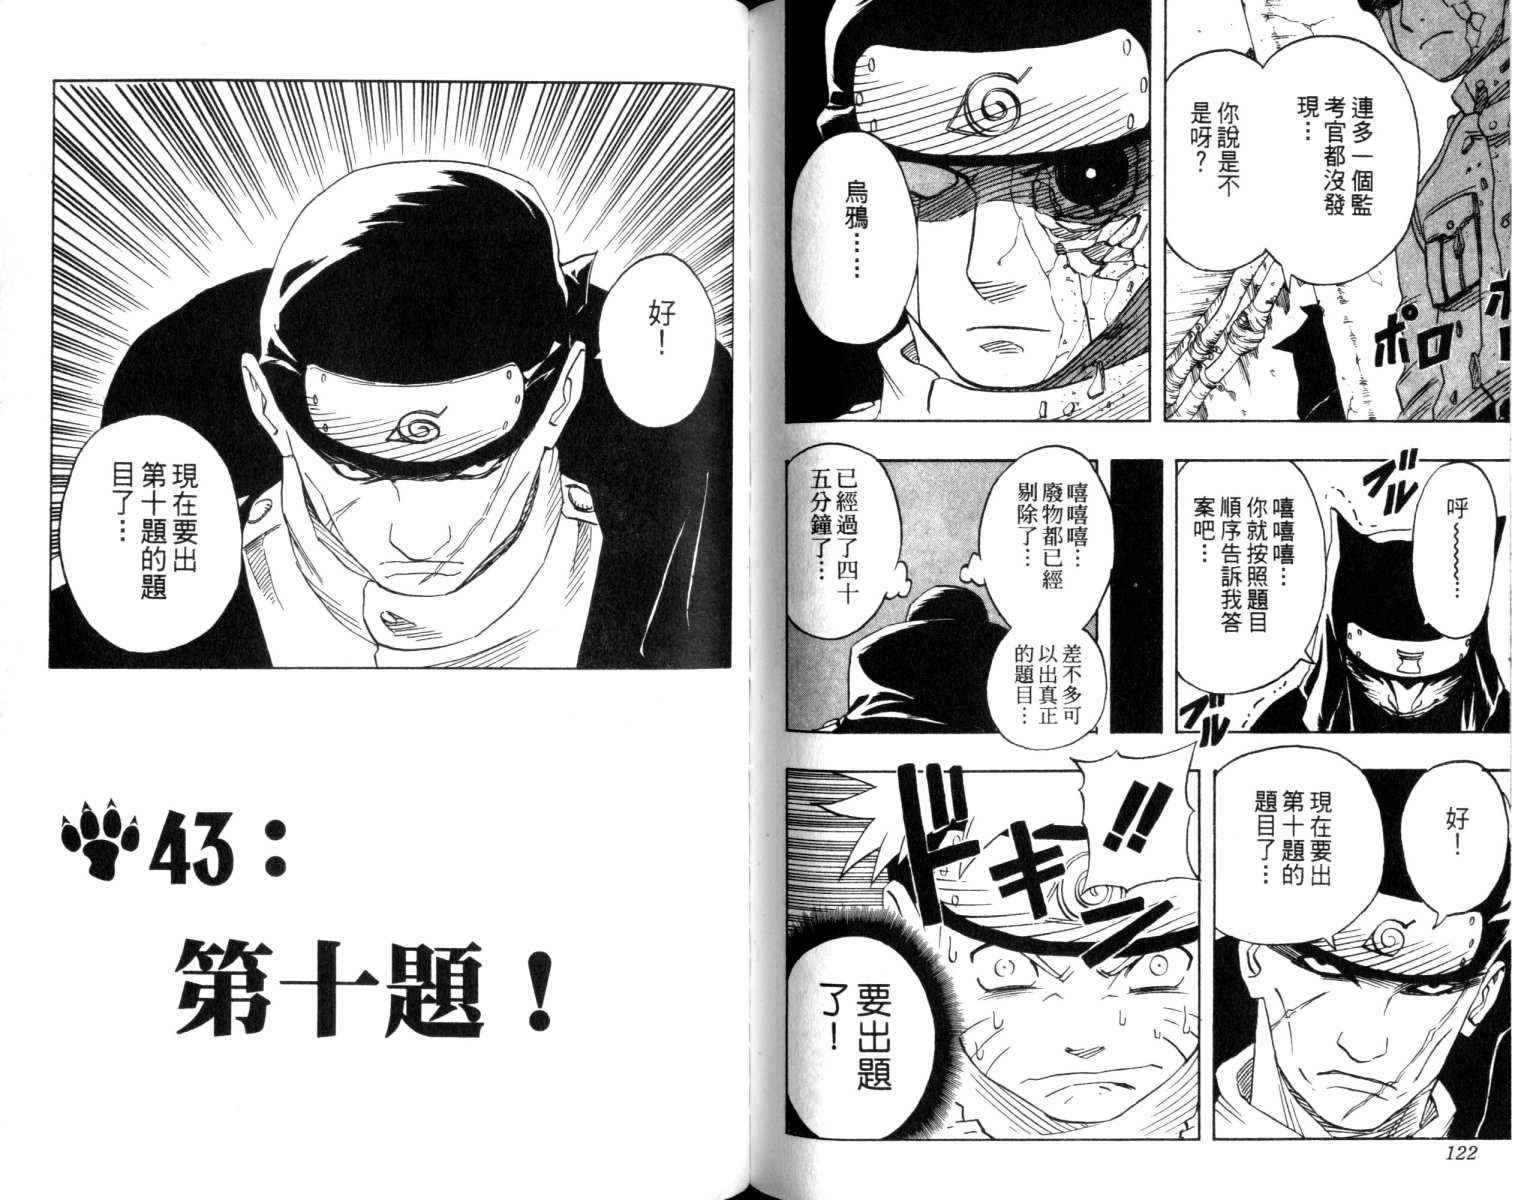 連多一個監
考官都沒發
現…
你說是不
是呀？
ポロ
ポ
烏鴉……
呼～～～……
ブル
嘻嘻嘻…
你就按照題目
順序告訴我答
案吧…
ブル
嘻嘻嘻…
廢物都已經
剔除了…
差不多可
以出真正
的題目…
已經過了四十
五分鐘了…
好！
現在要出
第十題的
題目了…
!!
ドキン
要出題
了！
122
好！
現在要出
第十題的題
目了…
43：
第十題！